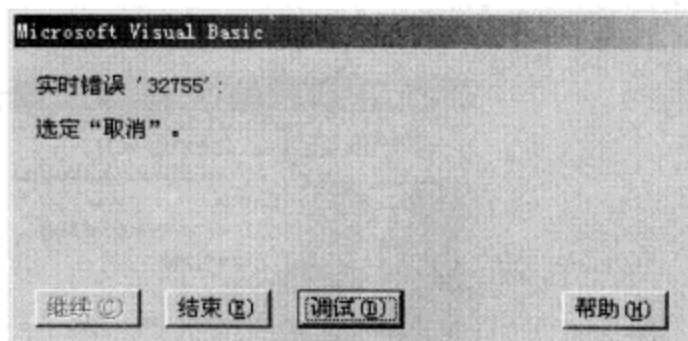 Microsoft Visual Basic
实时错误 '32755':
选定“取消”。
继续(C)
结束(E)
调试(D)
帮助(H)